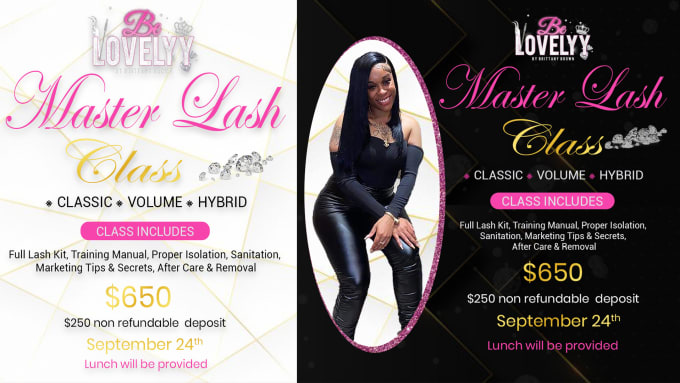 Be
LOVELYY
BY BRITTANY BROWN
Master Lash
Class
CLASSIC VOLUME HYBRID
CLASS INCLUDES
Full Lash Kit, Training Manual, Proper Isolation, Sanitation,
Marketing Tips & Secrets, After Care & Removal
$650
$250 non refundable deposit
September 24th
Lunch will be provided
Be
LOVELYY
BY BRITTANY BROWN
Master Lash
Class
CLASSIC VOLUME HYBRID
CLASS INCLUDES
Full Lash Kit, Training Manual, Proper Isolation,
Sanitation, Marketing Tips & Secrets,
After Care & Removal
$650
$250 non refundable deposit
September 24th
Lunch will be provided